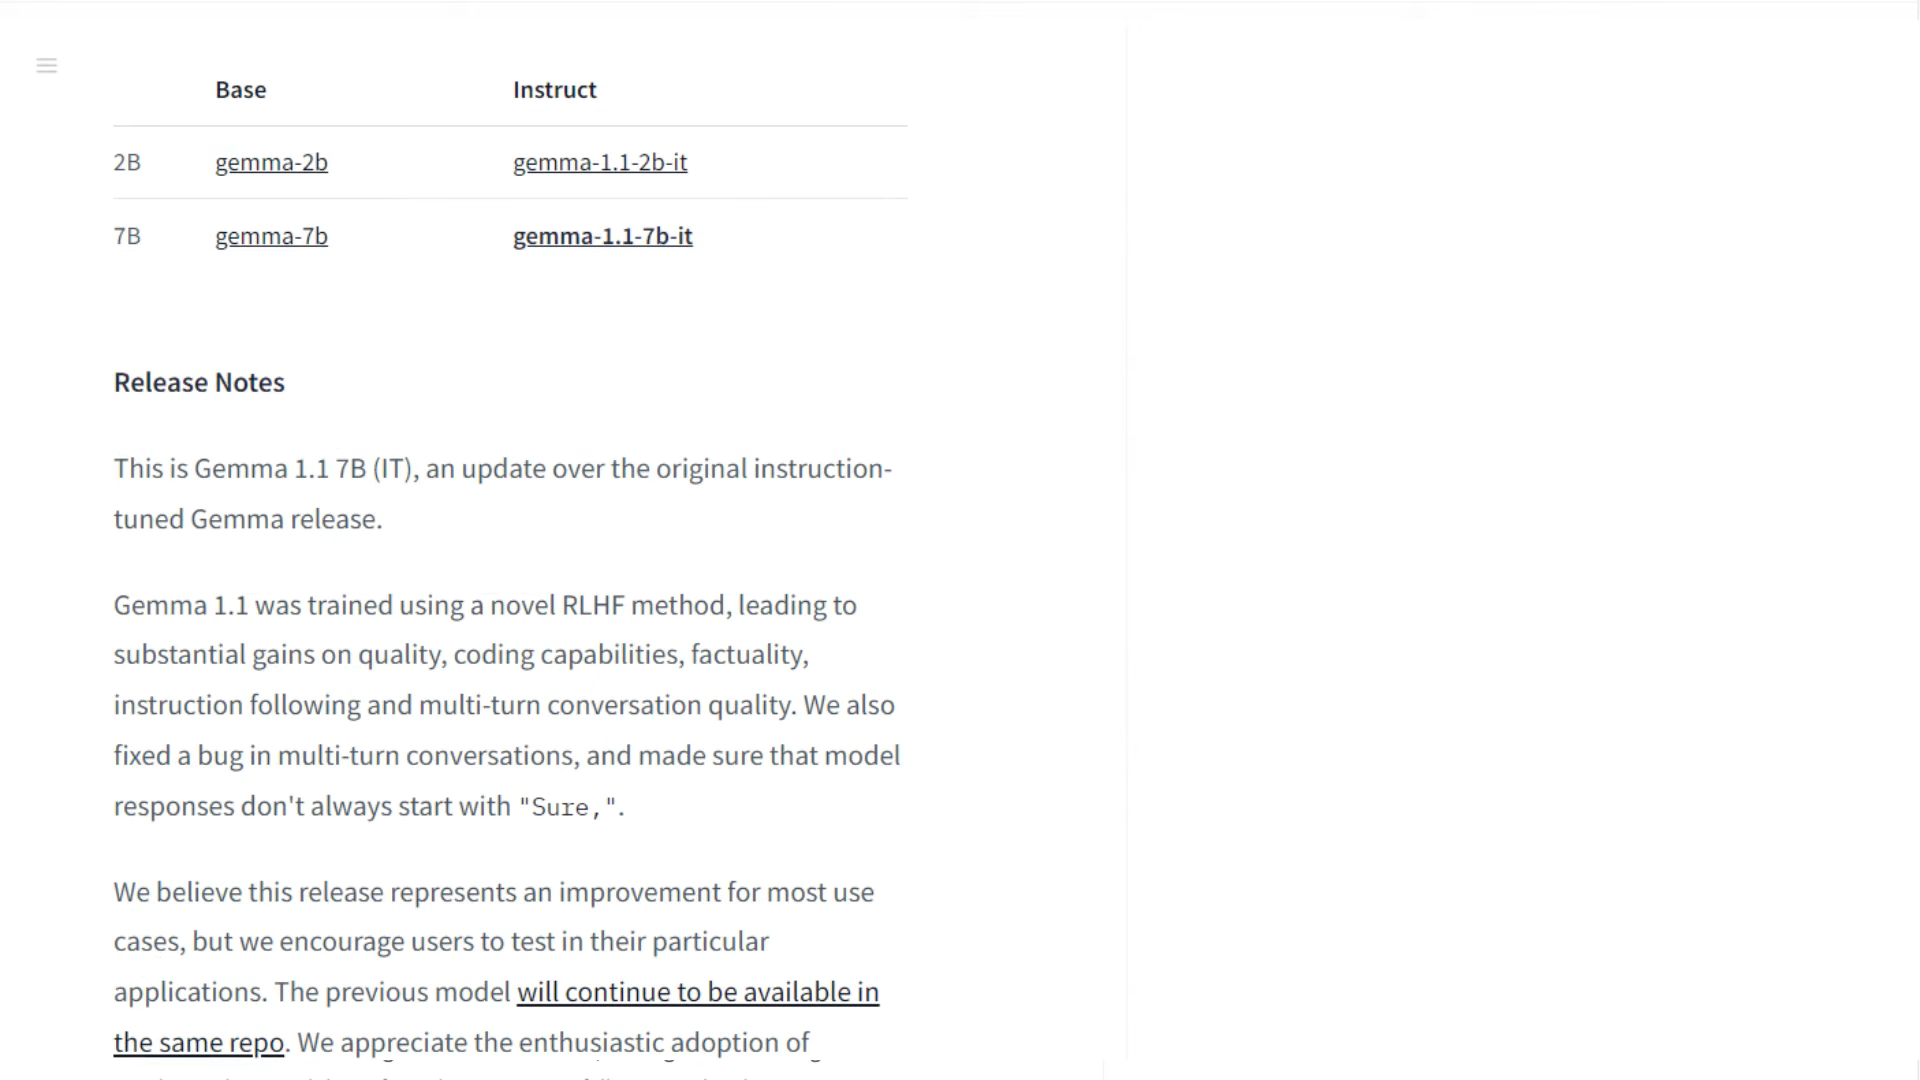 Base Instruct
2B gemma-2b gemma-1.1-2b-it
7B gemma-7b gemma-1.1-7b-it
Release Notes
This is Gemma 1.1 7B (IT), an update over the original instruction-
tuned Gemma release.
Gemma 1.1 was trained using a novel RLHF method, leading to
substantial gains on quality, coding capabilities, factuality,
instruction following and multi-turn conversation quality. We also
fixed a bug in multi-turn conversations, and made sure that model
responses don't always start with "Sure,".
We believe this release represents an improvement for most use
cases, but we encourage users to test in their particular
applications. The previous model will continue to be available in
the same repo. We appreciate the enthusiastic adoption of